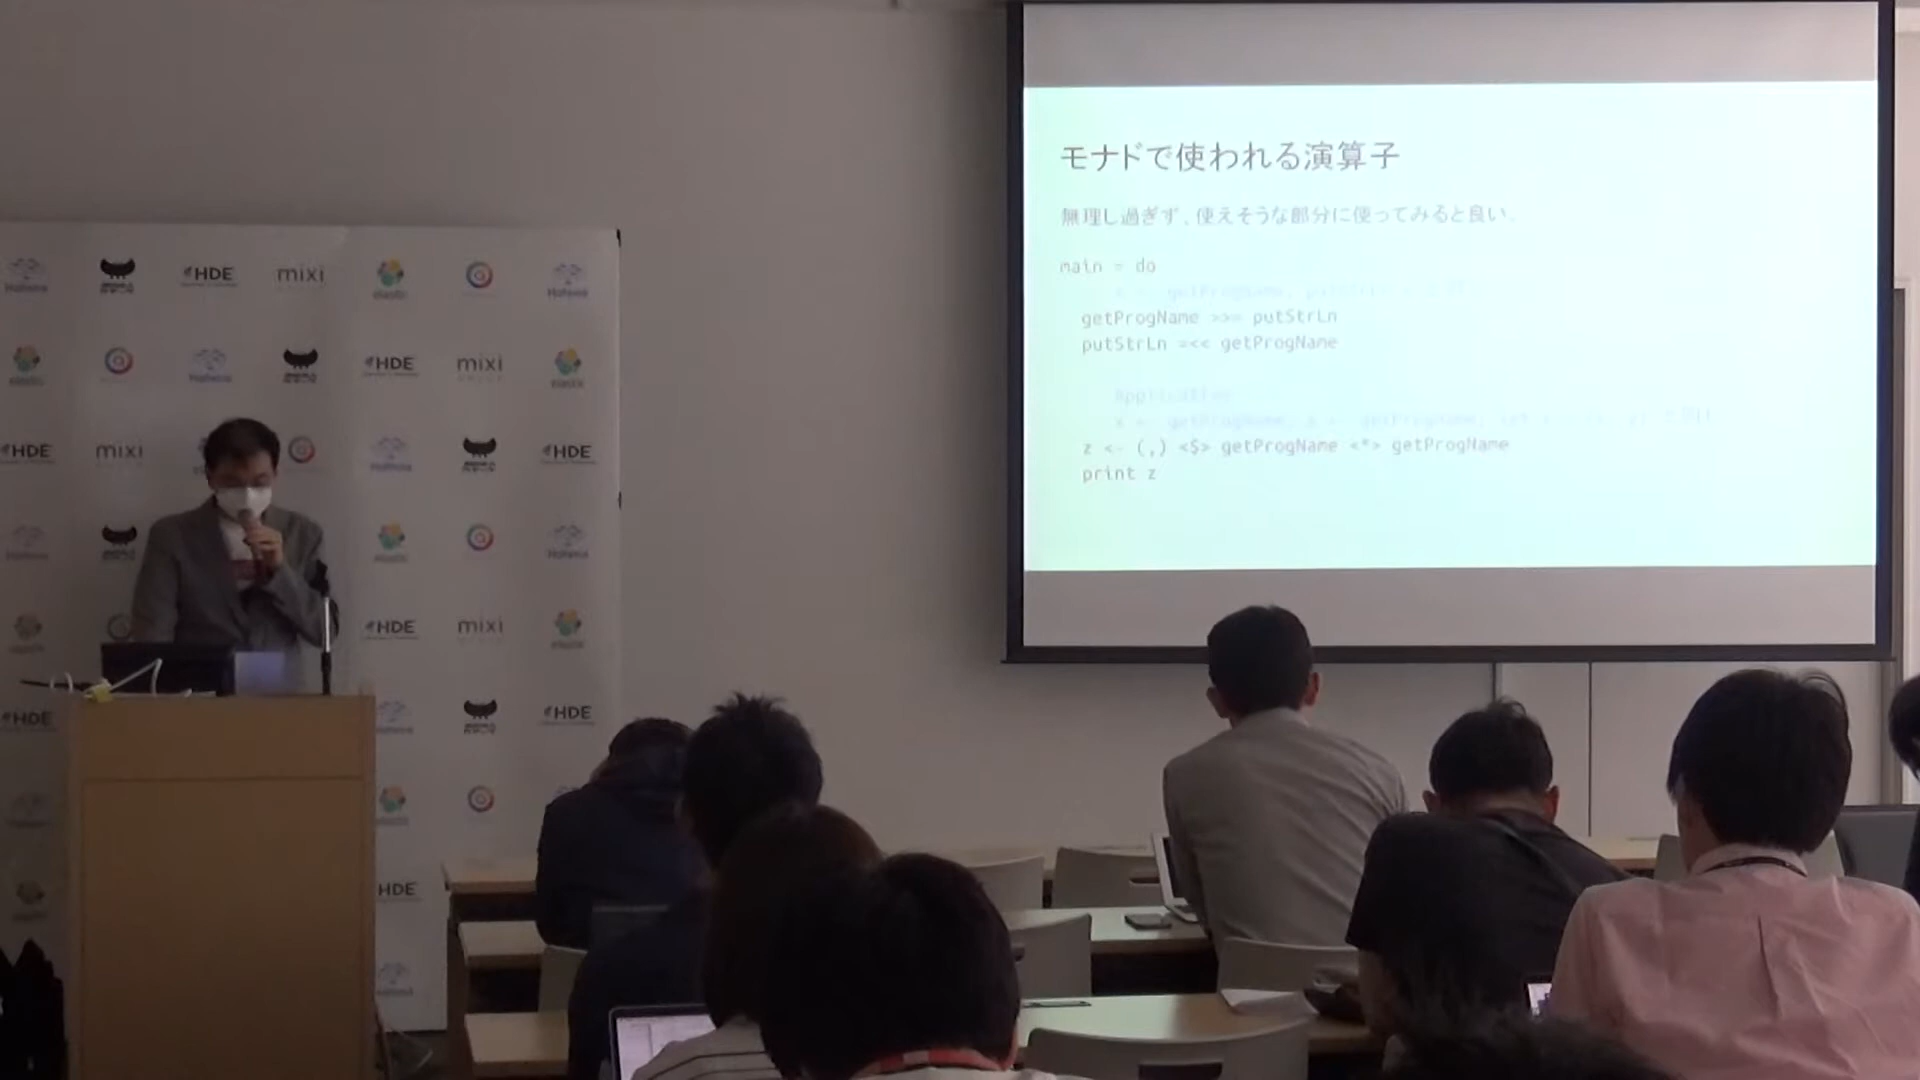 モナドで使われる演算子
無理し過ぎず、使えそうな部分に使ってみると良い。
main = do
getProgName >>= putStrLn
putStrLn =<< getProgName
z <- (,) <$> getProgName <*> getProgName
print z
HDE mixi
HDE mixi
HDE mixi HDE
HDE mixi
HDE HDE
HDE